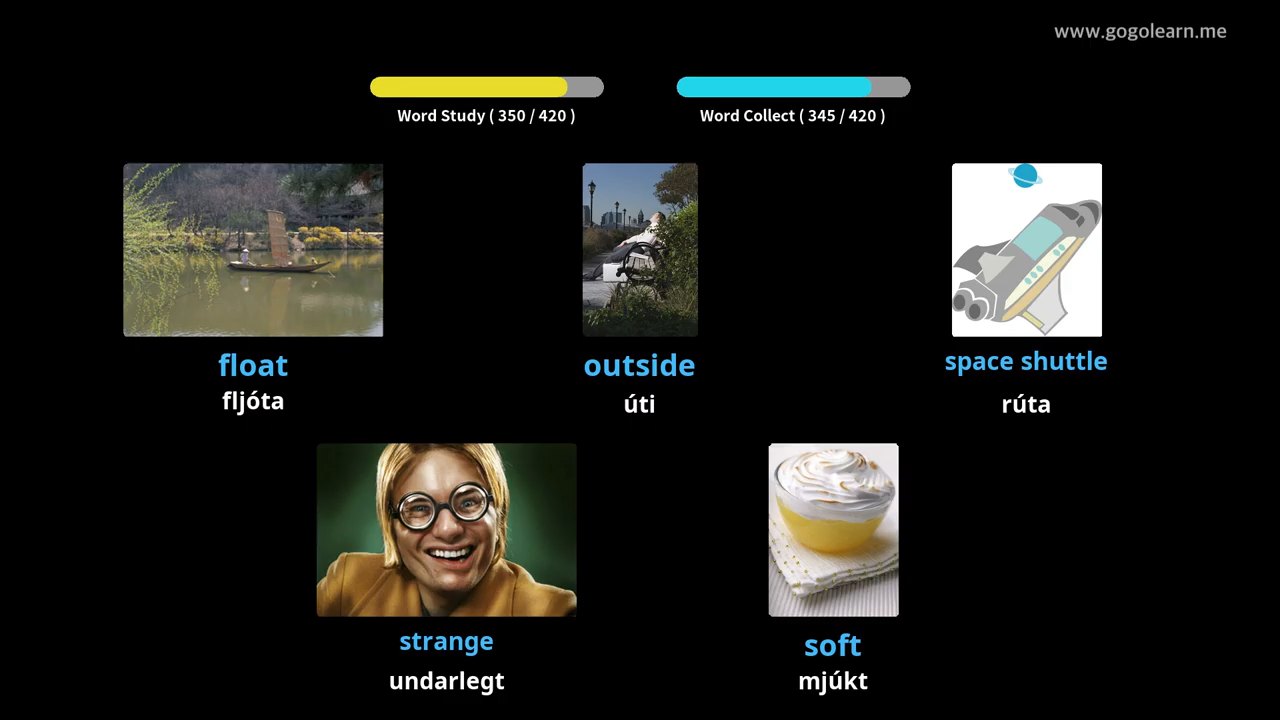 www.gogolearn.me
Word Study ( 350 / 420 )
Word Collect ( 345 / 420 )
float
fljóta
outside
úti
space shuttle
rúta
strange
undarlegt
soft
mjúkt